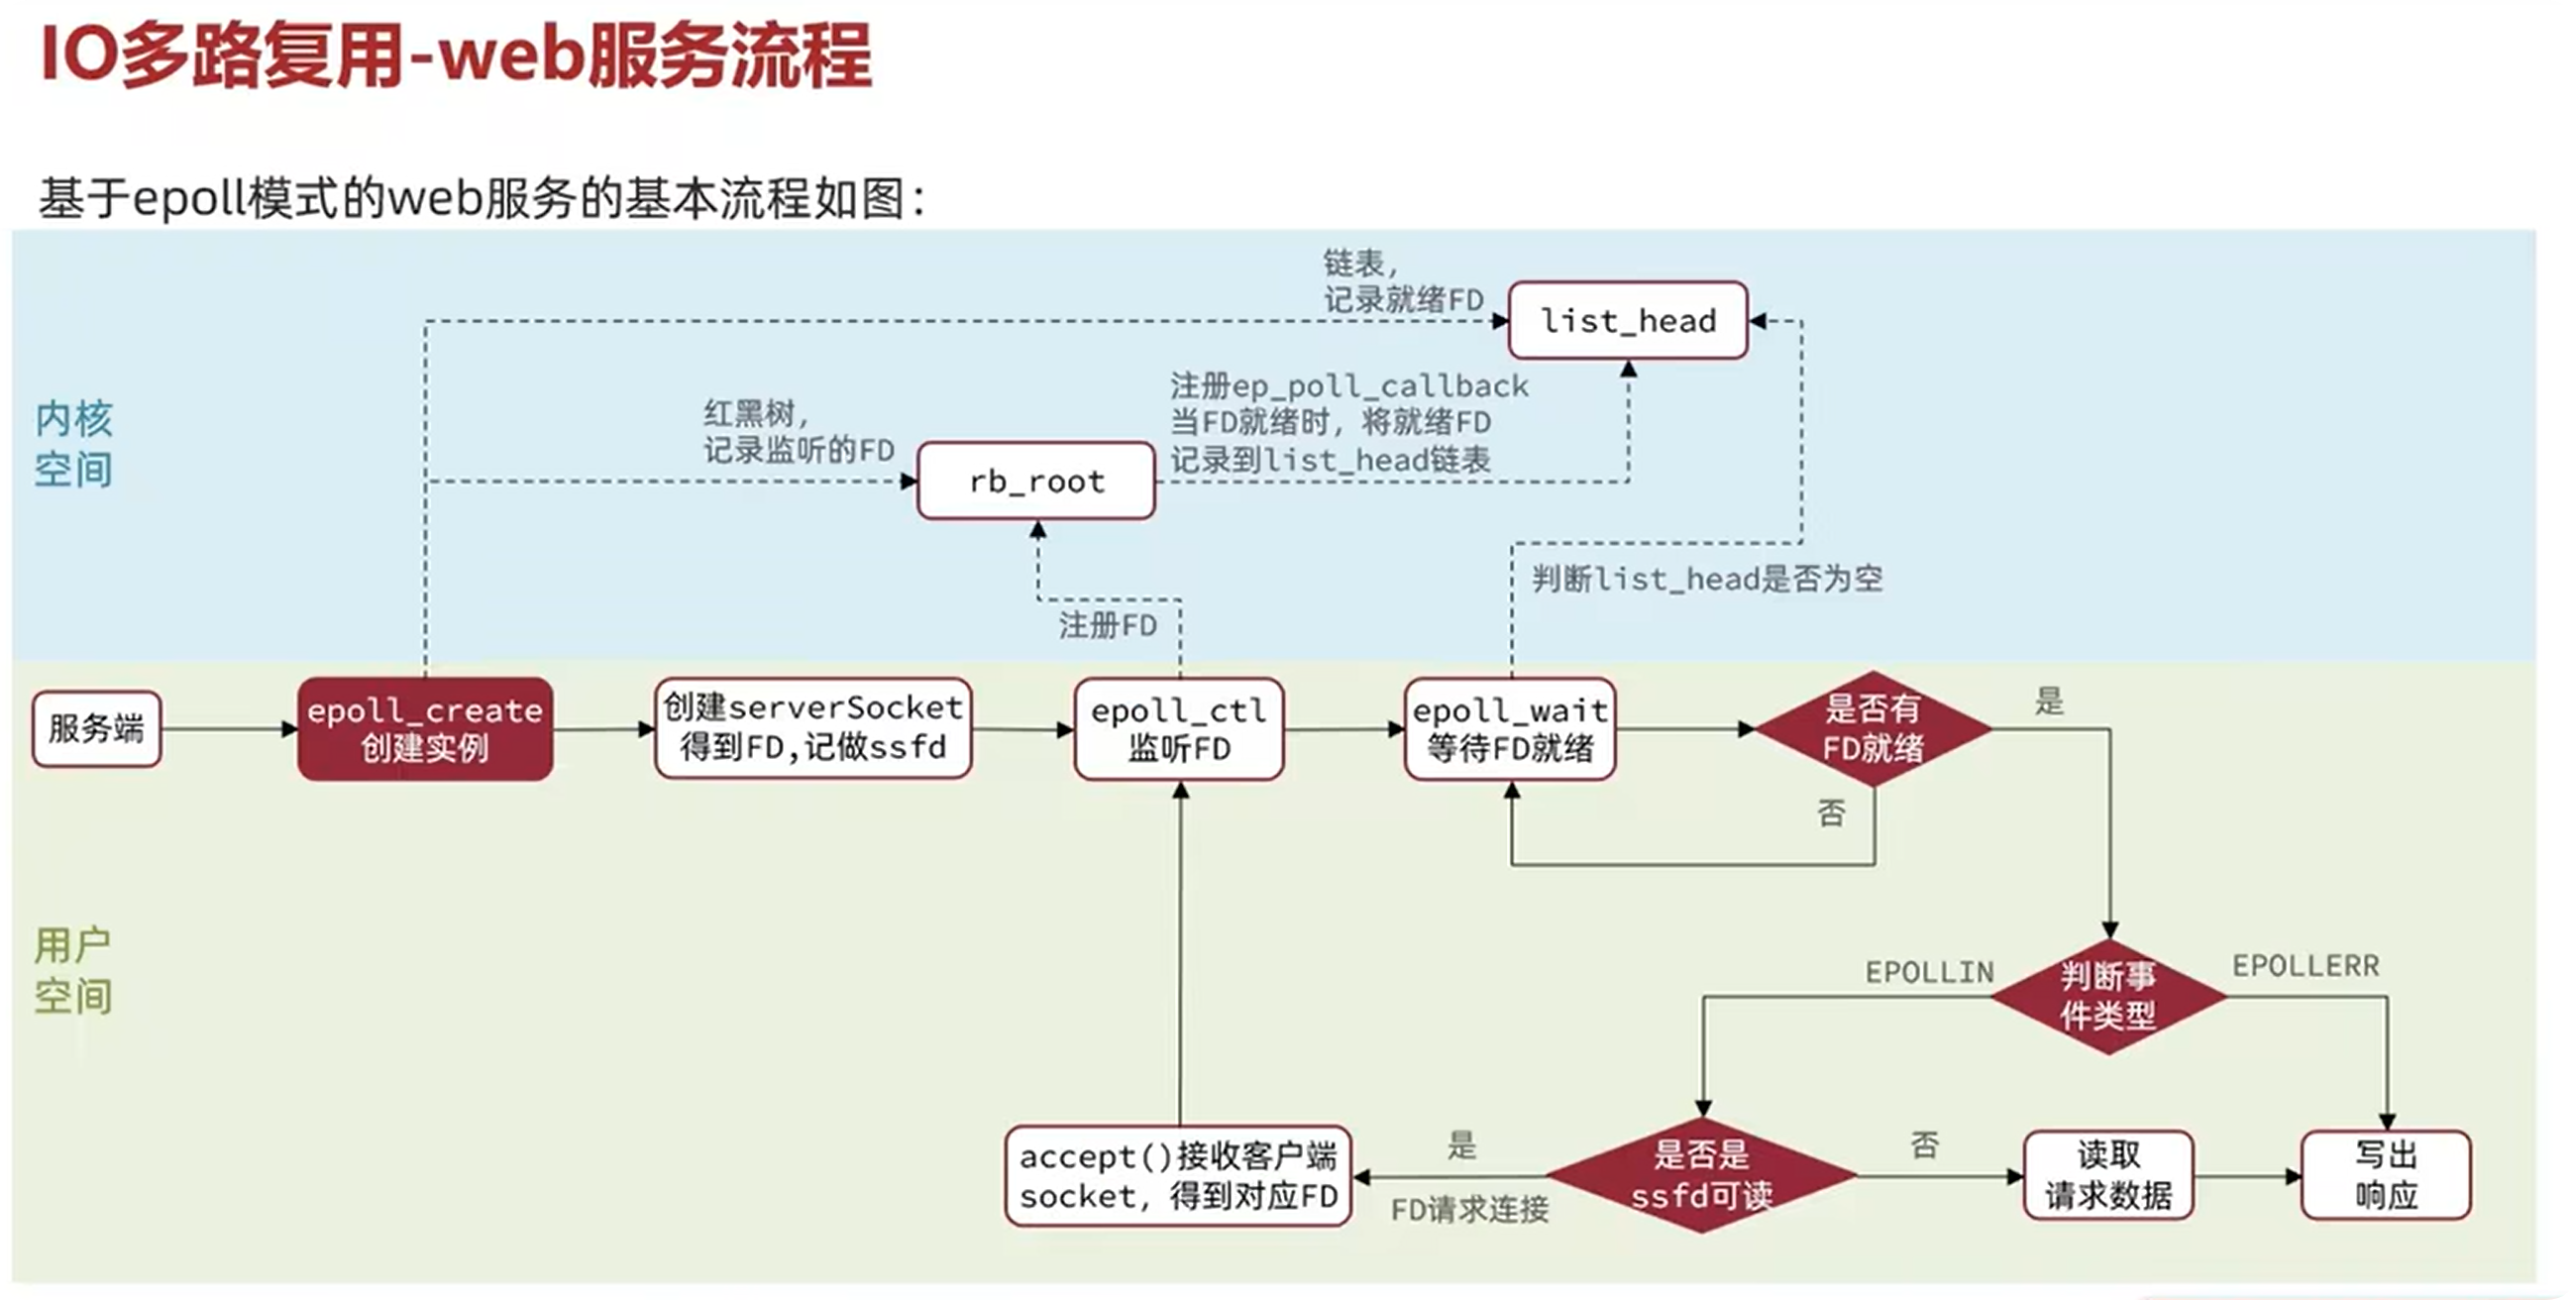 IO多路复用-web服务流程
基于epoll模式的web服务的基本流程如图：
链表，
记录就绪FD
list_head
内核
空间
红黑树，
记录监听的FD
rb_root
注册ep_poll_callback
当FD就绪时，将就绪FD
记录到list_head链表
注册FD
判断list_head是否为空
服务端
epoll_create
创建实例
创建serverSocket
得到FD,记做ssfd
epoll_ctl
监听FD
epoll_wait
等待FD就绪
是否有
FD就绪
是
否
用户
空间
EPOLLIN
判断事
件类型
EPOLLERR
accept()接收客户端
socket，得到对应FD
是
FD请求连接
是否是
ssfd可读
否
读取
请求数据
写出
响应